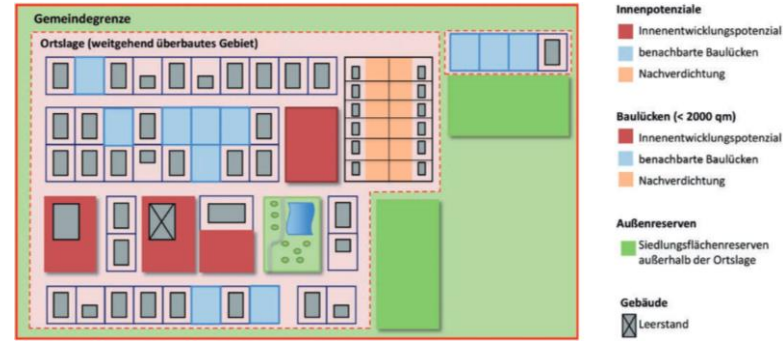 Gemeindegrenze
Ortslage (weitgehend überbautes Gebiet)
Innenpotenziale
Innenentwicklungspotenzial
benachbarte Baulücken
Nachverdichtung
Baulücken (< 2000 qm)
Innenentwicklungspotenzial
benachbarte Baulücken
Nachverdichtung
Außenreserven
Siedlungsflächenreserven
außerhalb der Ortslage
Gebäude
Leerstand